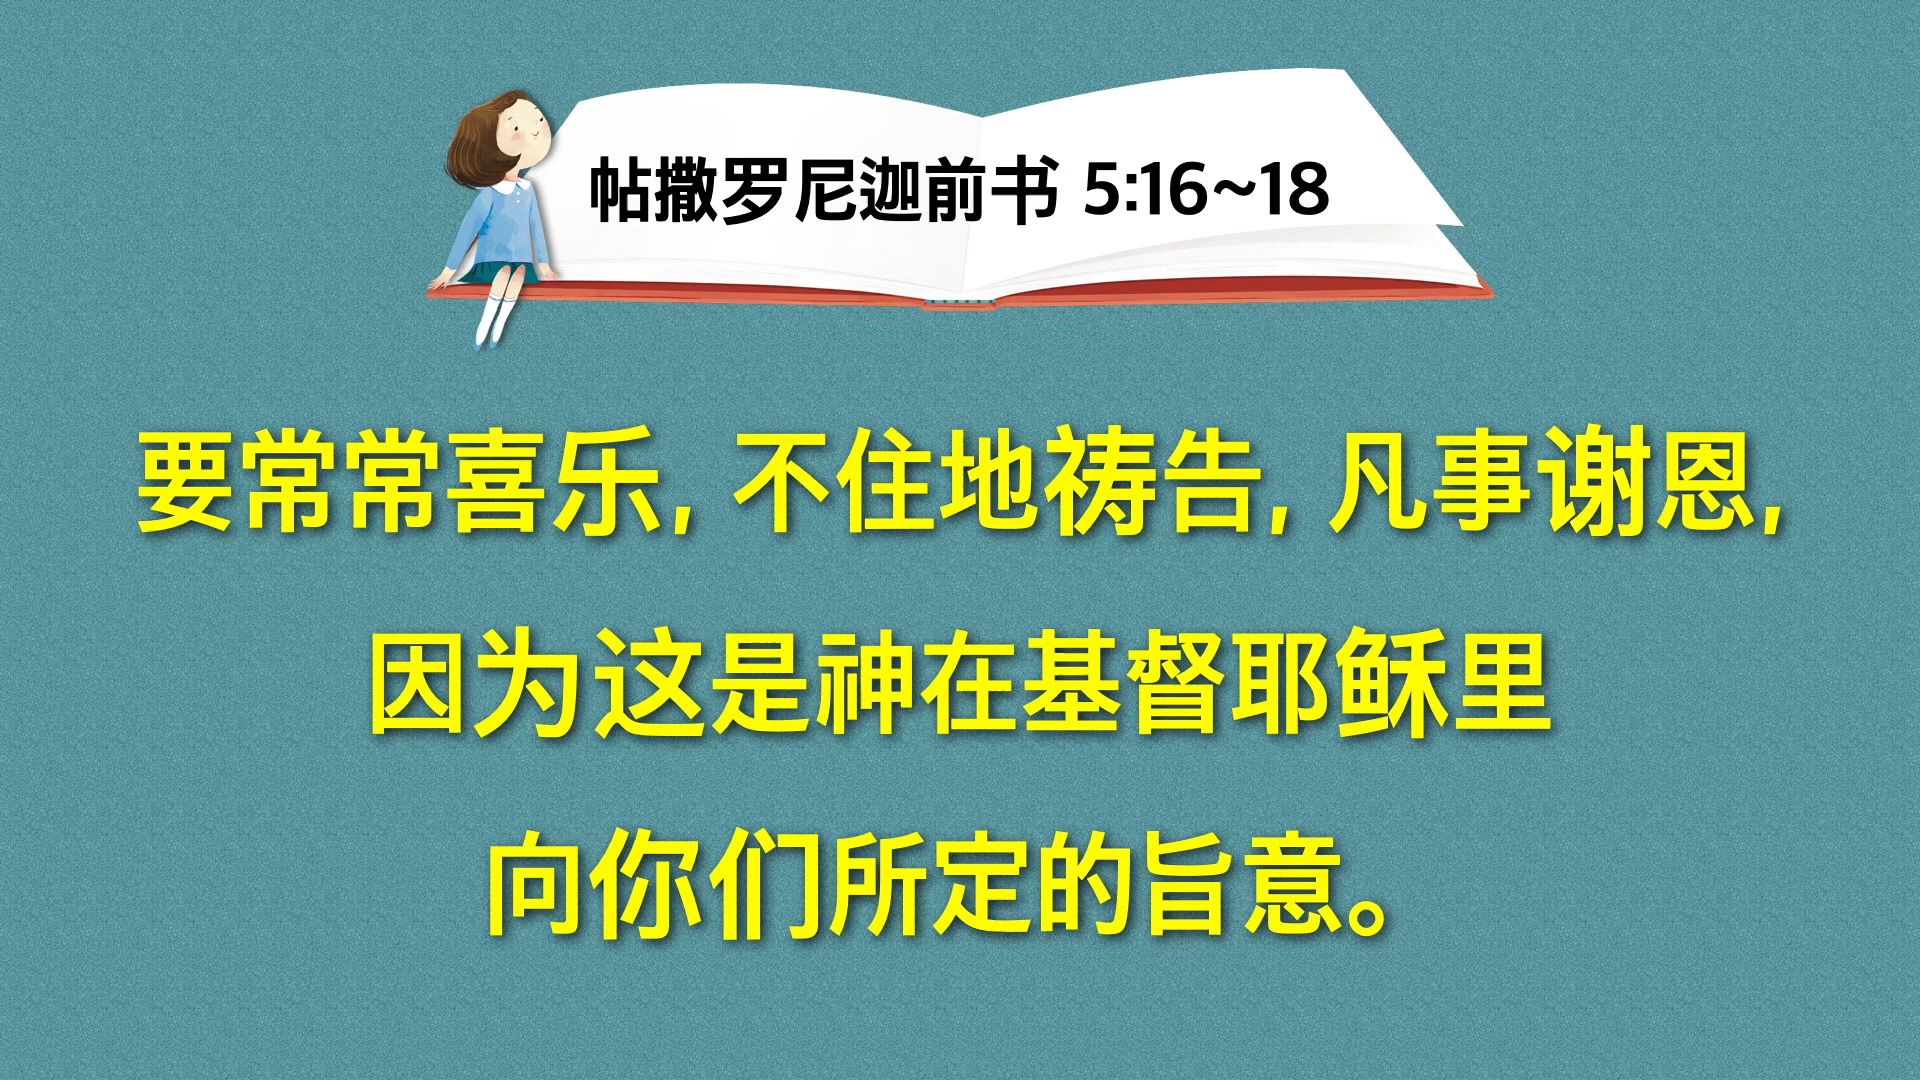 帖撒罗尼迦前书 5:16~18
要常常喜乐, 不住地祷告, 凡事谢恩,
因为这是神在基督耶稣里
向你们所定的旨意。